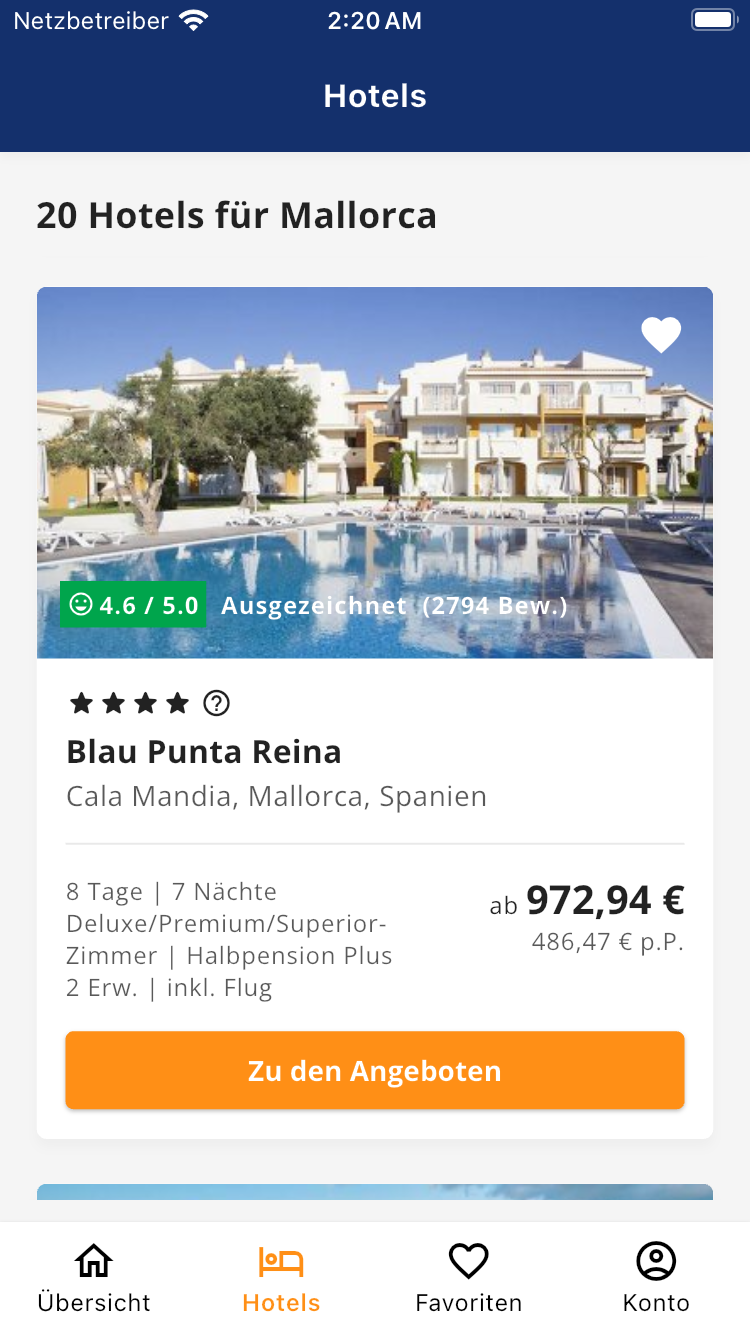 Netzbetreiber 2:20 AM
Hotels
20 Hotels für Mallorca
4.6 / 5.0 Ausgezeichnet (2794 Bew.)
Blau Punta Reina
Cala Mandia, Mallorca, Spanien
8 Tage | 7 Nächte
Deluxe/Premium/Superior-
Zimmer | Halbpension Plus
2 Erw. | inkl. Flug
ab 972,94 €
486,47 € p.P.
Zu den Angeboten
Übersicht Hotels Favoriten Konto